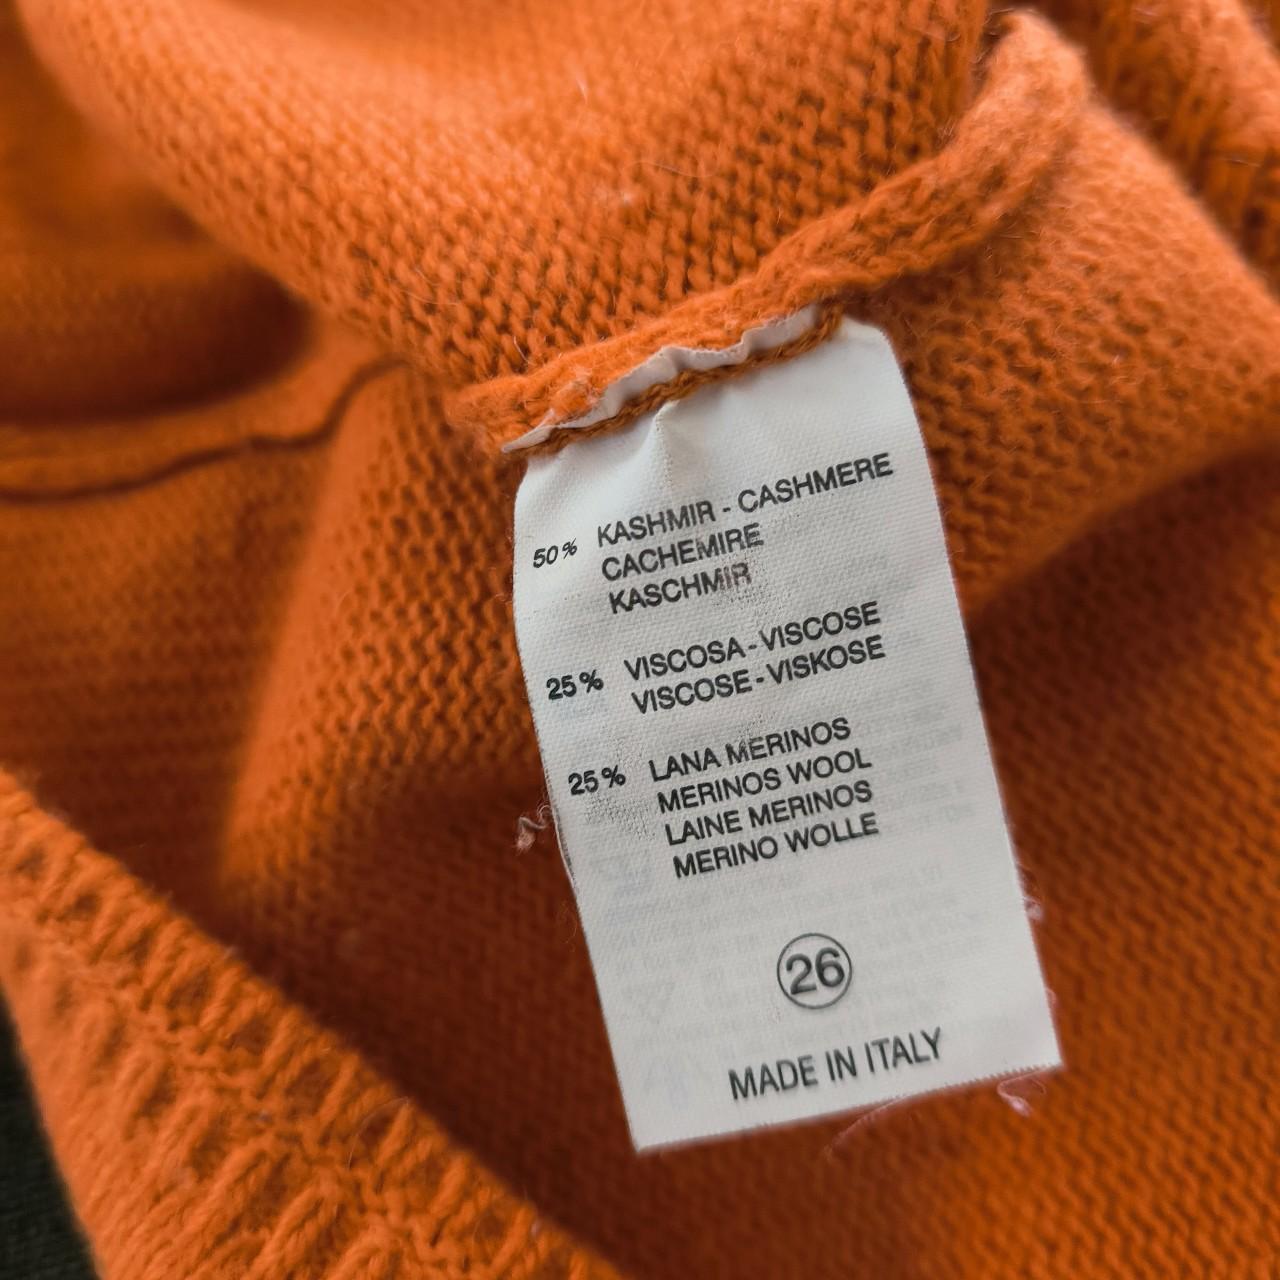 50% KASHMIR - CASHMERE
CACHEMIRE
KASCHMIR
25% VISCOSA - VISCOSE
VISCOSE - VISKOSE
25% LANA MERINOS
MERINOS WOOL
LAINE MERINOS
MERINO WOLLE
26
MADE IN ITALY